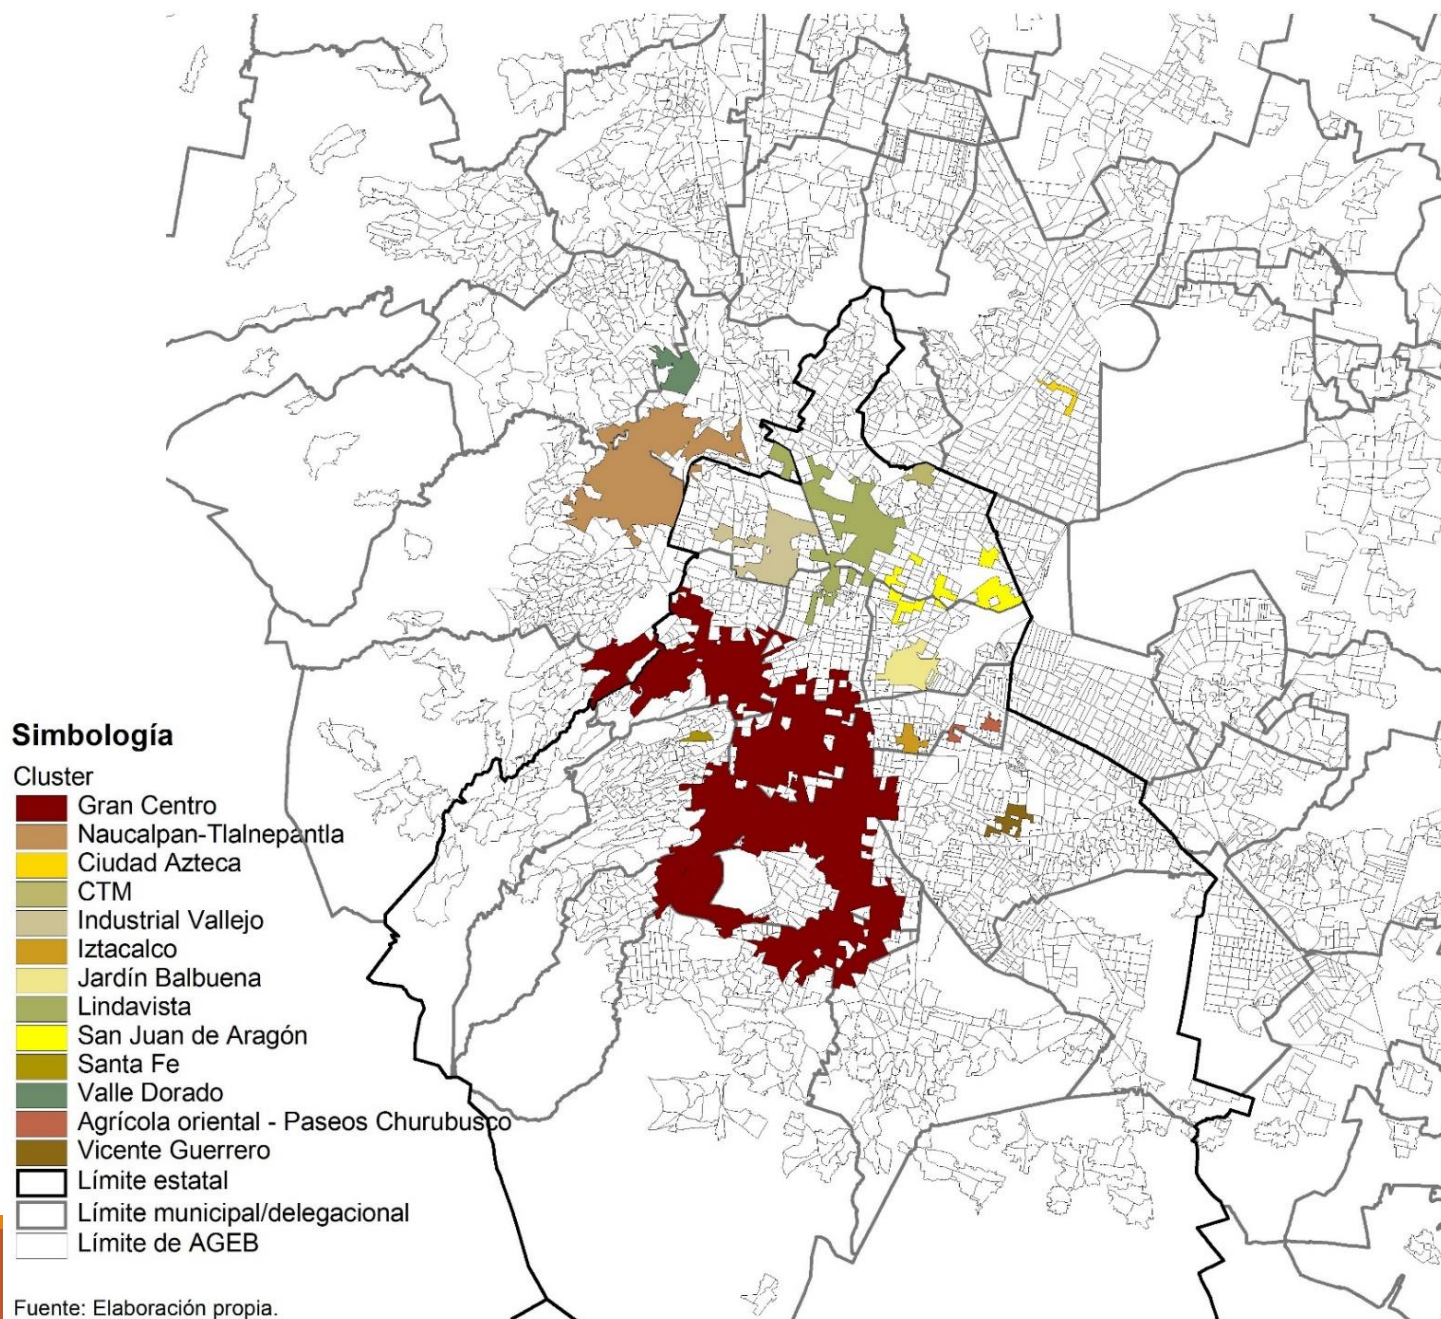 Simbología
Cluster
Gran Centro
Naucalpan-Tlalnepantla
Ciudad Azteca
CTM
Industrial Vallejo
Iztacalco
Jardín Balbuena
Lindavista
San Juan de Aragón
Santa Fe
Valle Dorado
Agrícola oriental - Paseos Churubusco
Vicente Guerrero
Límite estatal
Límite municipal/delegacional
Límite de AGEB
Fuente: Elaboración propia.